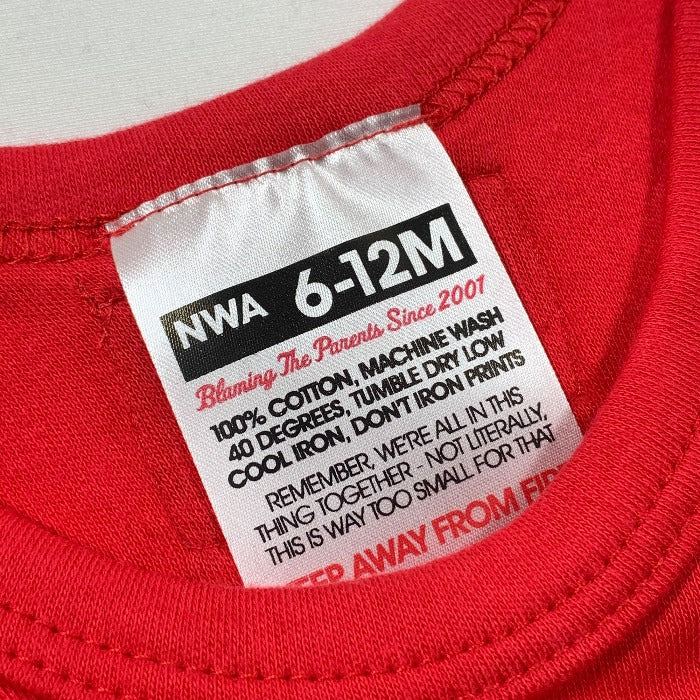 NWA 6-12M
Blaming The Parents Since 2001
100% COTTON, MACHINE WASH
40 DEGREES, TUMBLE DRY LOW
COOL IRON, DON'T IRON PRINTS
REMEMBER, WE'RE ALL IN THIS
THING TOGETHER - NOT LITERALLY,
THIS IS WAY TOO SMALL FOR THAT
AWAY FROM